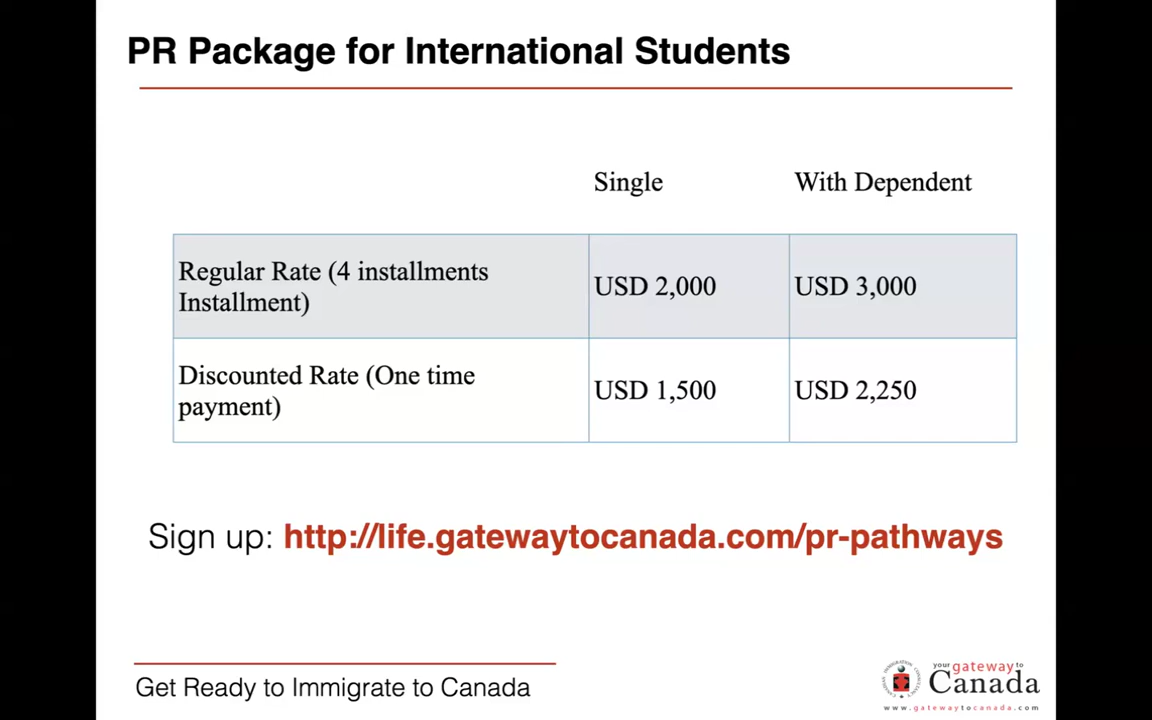 PR Package for International Students
Single With Dependent
Regular Rate (4 installments
Installment) USD 2,000 USD 3,000
Discounted Rate (One time
payment) USD 1,500 USD 2,250
Sign up: http://life.gatewaytocanada.com/pr-pathways
Get Ready to Immigrate to Canada
your gateway to
Canada
www.gatewaytocanada.com